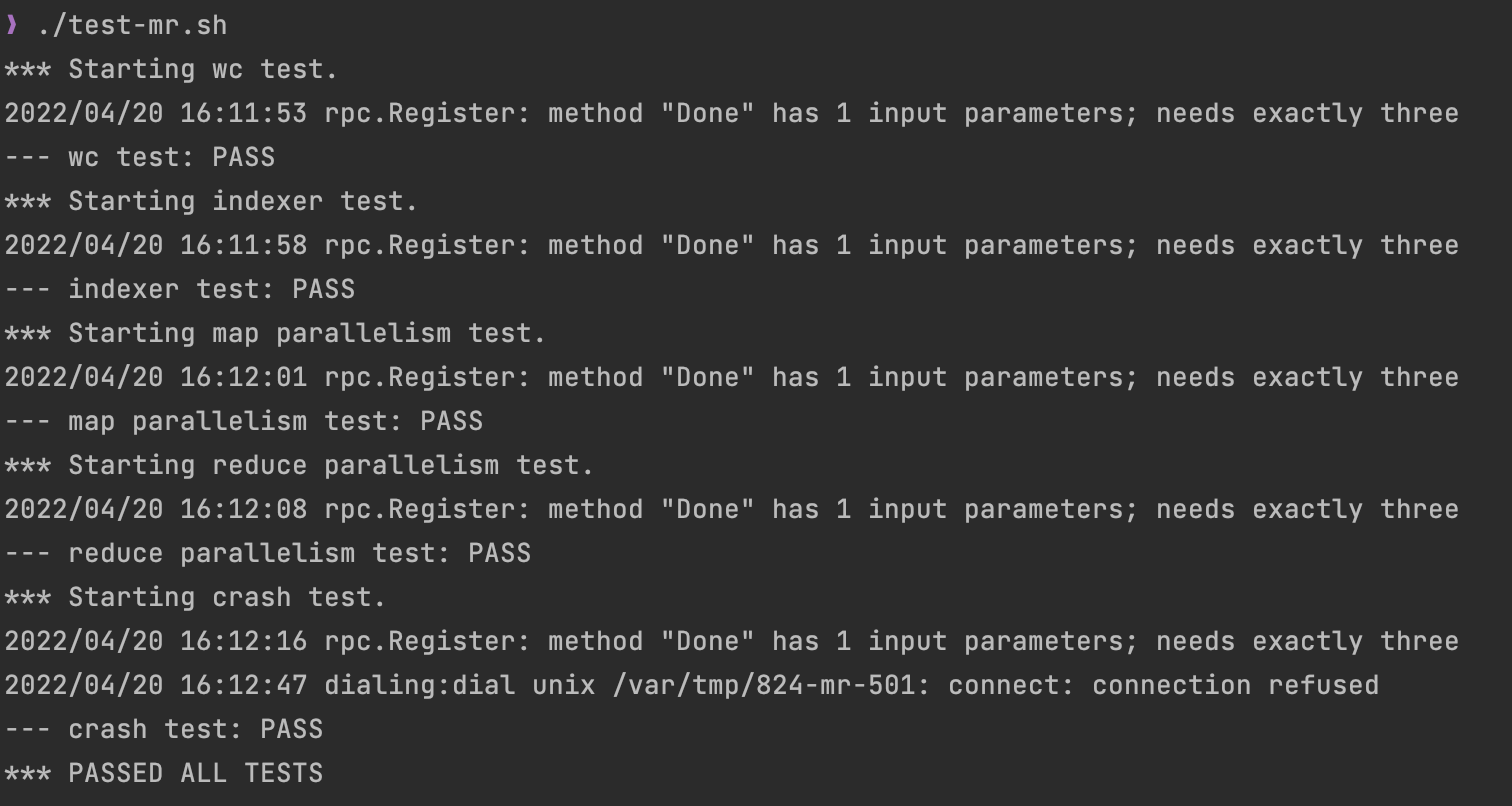 ❯ ./test-mr.sh
*** Starting wc test.
2022/04/20 16:11:53 rpc.Register: method "Done" has 1 input parameters; needs exactly three
--- wc test: PASS
*** Starting indexer test.
2022/04/20 16:11:58 rpc.Register: method "Done" has 1 input parameters; needs exactly three
--- indexer test: PASS
*** Starting map parallelism test.
2022/04/20 16:12:01 rpc.Register: method "Done" has 1 input parameters; needs exactly three
--- map parallelism test: PASS
*** Starting reduce parallelism test.
2022/04/20 16:12:08 rpc.Register: method "Done" has 1 input parameters; needs exactly three
--- reduce parallelism test: PASS
*** Starting crash test.
2022/04/20 16:12:16 rpc.Register: method "Done" has 1 input parameters; needs exactly three
2022/04/20 16:12:47 dialing:dial unix /var/tmp/824-mr-501: connect: connection refused
--- crash test: PASS
*** PASSED ALL TESTS